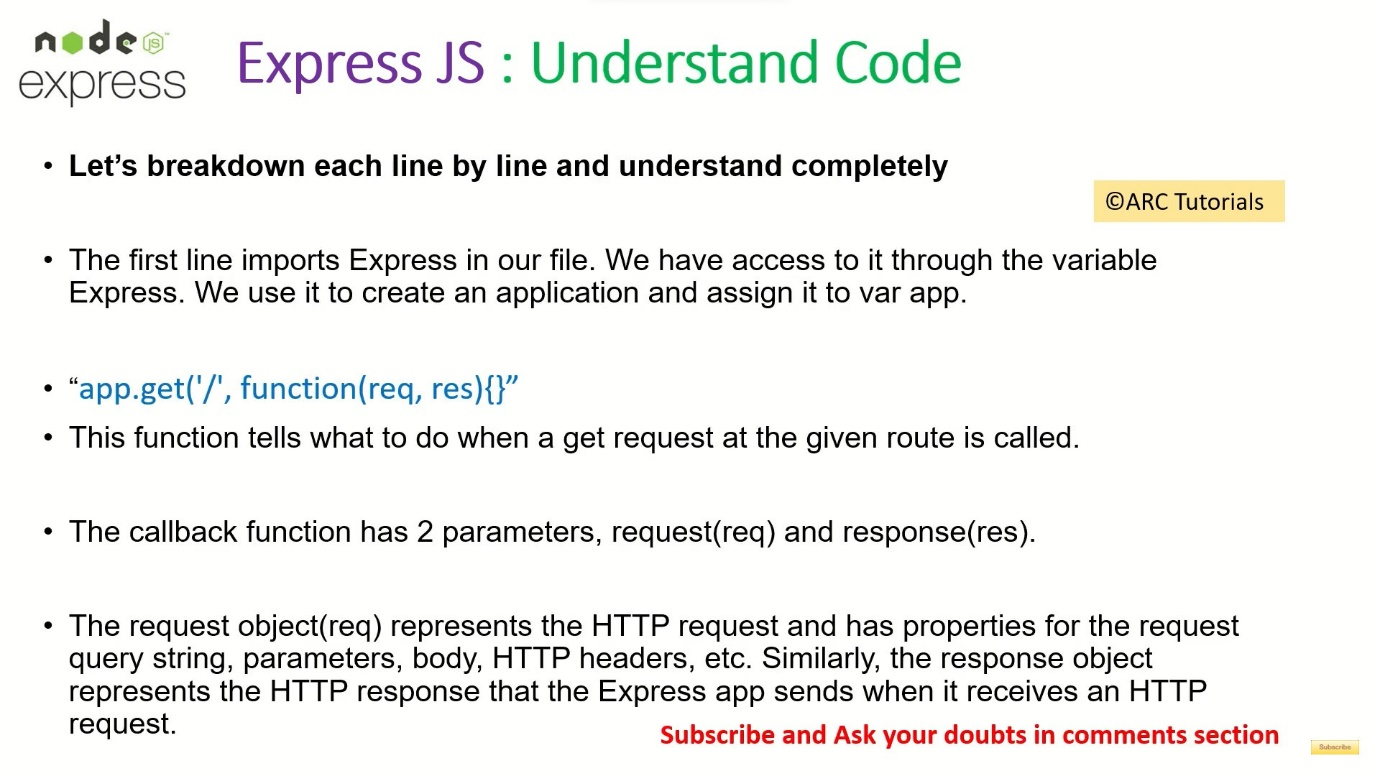 node JS
express
Express JS : Understand Code
• Let’s breakdown each line by line and understand completely
©ARC Tutorials
• The first line imports Express in our file. We have access to it through the variable
Express. We use it to create an application and assign it to var app.
• “app.get('/', function(req, res){}”
• This function tells what to do when a get request at the given route is called.
• The callback function has 2 parameters, request(req) and response(res).
• The request object(req) represents the HTTP request and has properties for the request
query string, parameters, body, HTTP headers, etc. Similarly, the response object
represents the HTTP response that the Express app sends when it receives an HTTP
request.
Subscribe and Ask your doubts in comments section
Subscribe